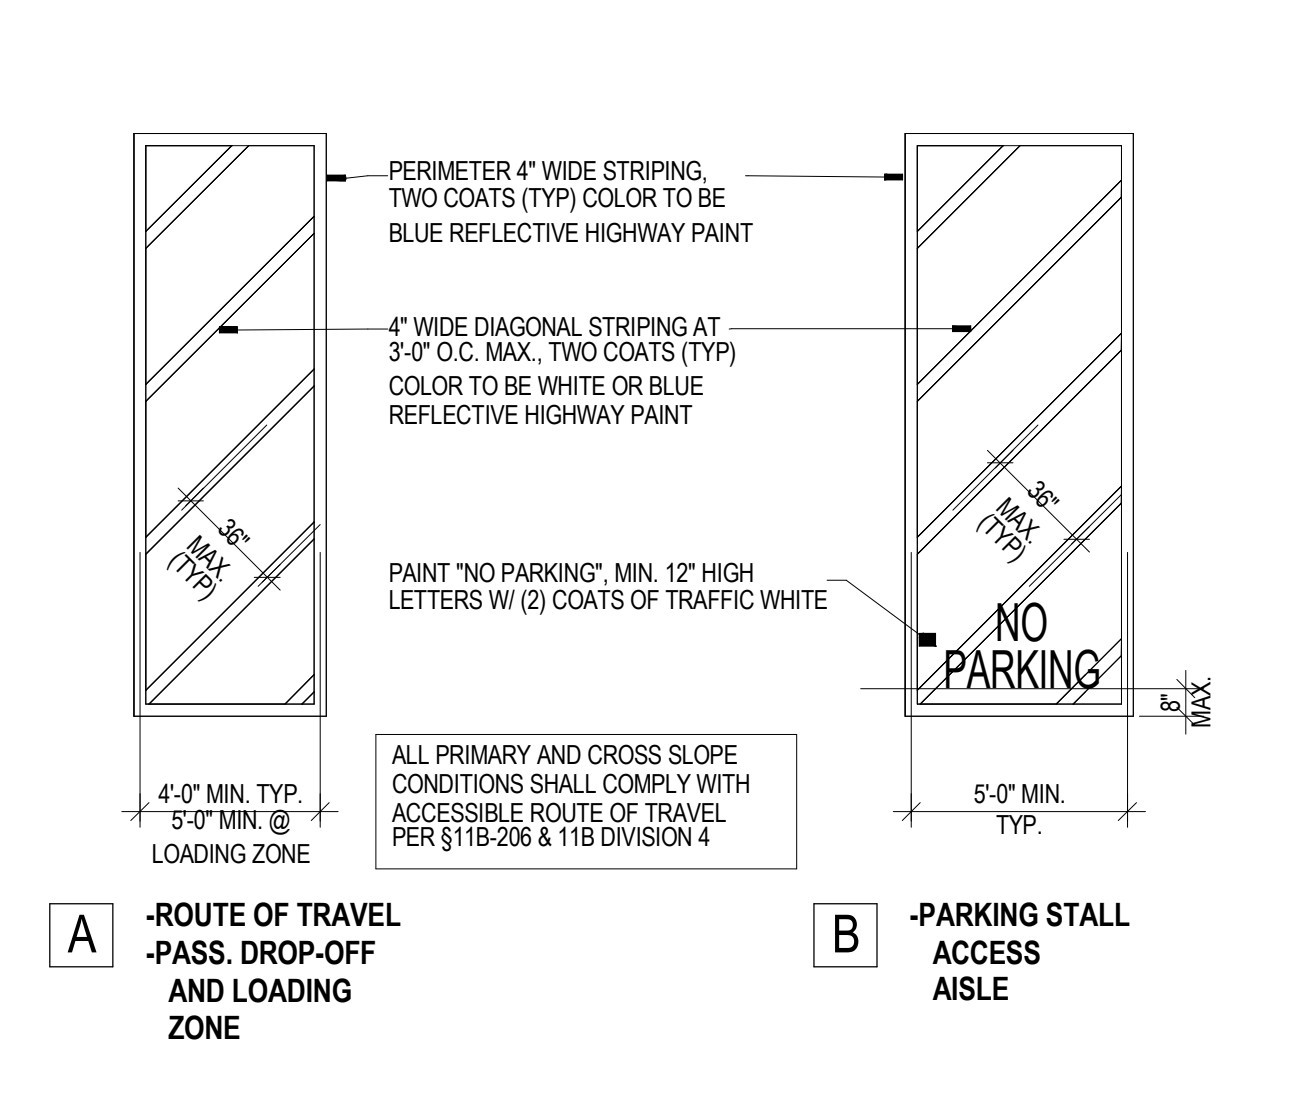 PERIMETER 4" WIDE STRIPING,
TWO COATS (TYP) COLOR TO BE
BLUE REFLECTIVE HIGHWAY PAINT
4" WIDE DIAGONAL STRIPING AT
3'-0" O.C. MAX., TWO COATS (TYP)
COLOR TO BE WHITE OR BLUE
REFLECTIVE HIGHWAY PAINT
36"
MAX.
(TYP)
36"
MAX.
(TYP)
PAINT "NO PARKING", MIN. 12" HIGH
LETTERS W/ (2) COATS OF TRAFFIC WHITE
NO
PARKING
8"
MAX.
ALL PRIMARY AND CROSS SLOPE
CONDITIONS SHALL COMPLY WITH
ACCESSIBLE ROUTE OF TRAVEL
PER §11B-206 & 11B DIVISION 4
4'-0" MIN. TYP.
5'-0" MIN. @
LOADING ZONE
5'-0" MIN.
TYP.
A
-ROUTE OF TRAVEL
-PASS. DROP-OFF
AND LOADING
ZONE
B
-PARKING STALL
ACCESS
AISLE